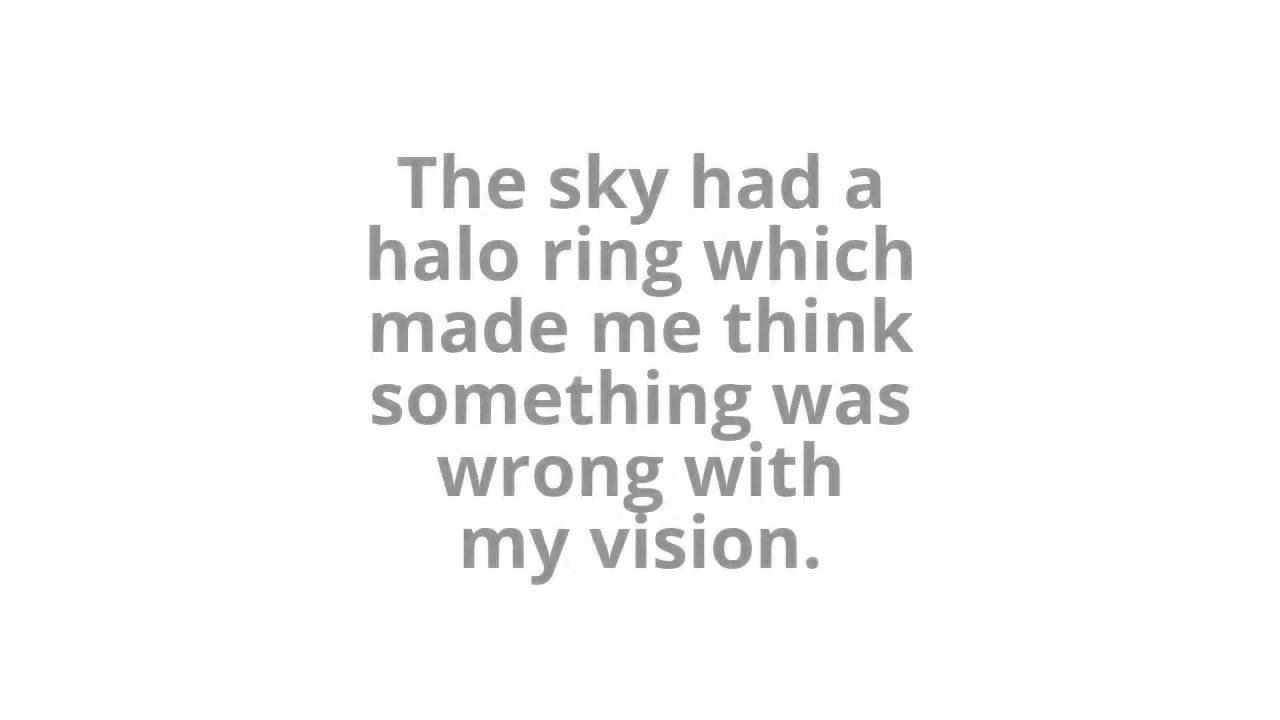 The sky had a
halo ring which
made me think
something was
wrong with
my vision.